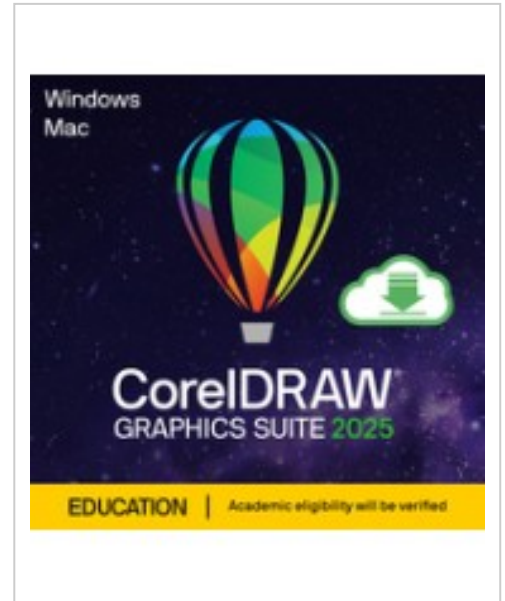 Windows
Mac
CorelDRAW®
GRAPHICS SUITE 2025
EDUCATION | Academic eligibility will be verified